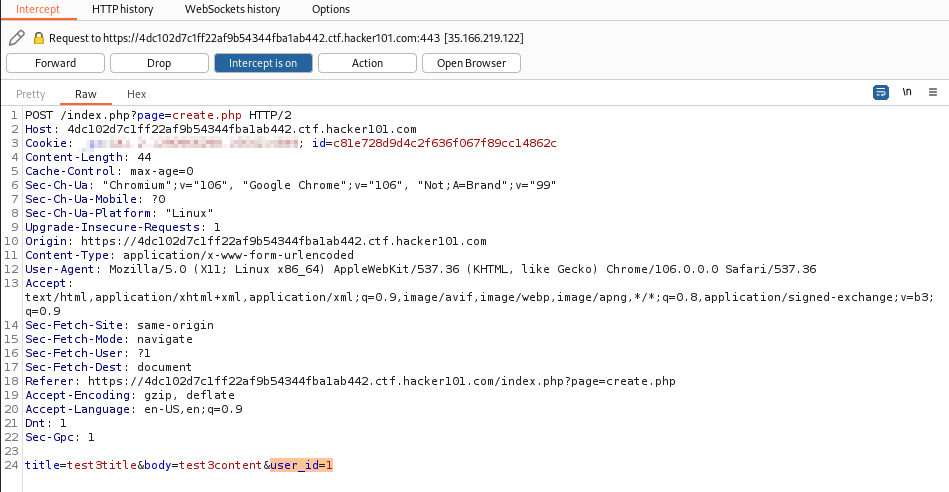 Intercept HTTP history WebSockets history Options
Request to https://4dc102d7c1ff22af9b54344fba1ab442.ctf.hacker101.com:443 [35.166.219.122]
Forward Drop Intercept is on Action Open Browser
Pretty Raw Hex \n
1 POST /index.php?page=create.php HTTP/2
2 Host: 4dc102d7c1ff22af9b54344fba1ab442.ctf.hacker101.com
3 Cookie: ; id=c81e728d9d4c2f636f067f89cc14862c
4 Content-Length: 44
5 Cache-Control: max-age=0
6 Sec-Ch-Ua: "Chromium";v="106", "Google Chrome";v="106", "Not;A=Brand";v="99"
7 Sec-Ch-Ua-Mobile: ?0
8 Sec-Ch-Ua-Platform: "Linux"
9 Upgrade-Insecure-Requests: 1
10 Origin: https://4dc102d7c1ff22af9b54344fba1ab442.ctf.hacker101.com
11 Content-Type: application/x-www-form-urlencoded
12 User-Agent: Mozilla/5.0 (X11; Linux x86_64) AppleWebKit/537.36 (KHTML, like Gecko) Chrome/106.0.0.0 Safari/537.36
13 Accept:
text/html,application/xhtml+xml,application/xml;q=0.9,image/avif,image/webp,image/apng,*/*;q=0.8,application/signed-exchange;v=b3;
q=0.9
14 Sec-Fetch-Site: same-origin
15 Sec-Fetch-Mode: navigate
16 Sec-Fetch-User: ?1
17 Sec-Fetch-Dest: document
18 Referer: https://4dc102d7c1ff22af9b54344fba1ab442.ctf.hacker101.com/index.php?page=create.php
19 Accept-Encoding: gzip, deflate
20 Accept-Language: en-US,en;q=0.9
21 Dnt: 1
22 Sec-Gpc: 1
23
24 title=test3title&body=test3content&user_id=1